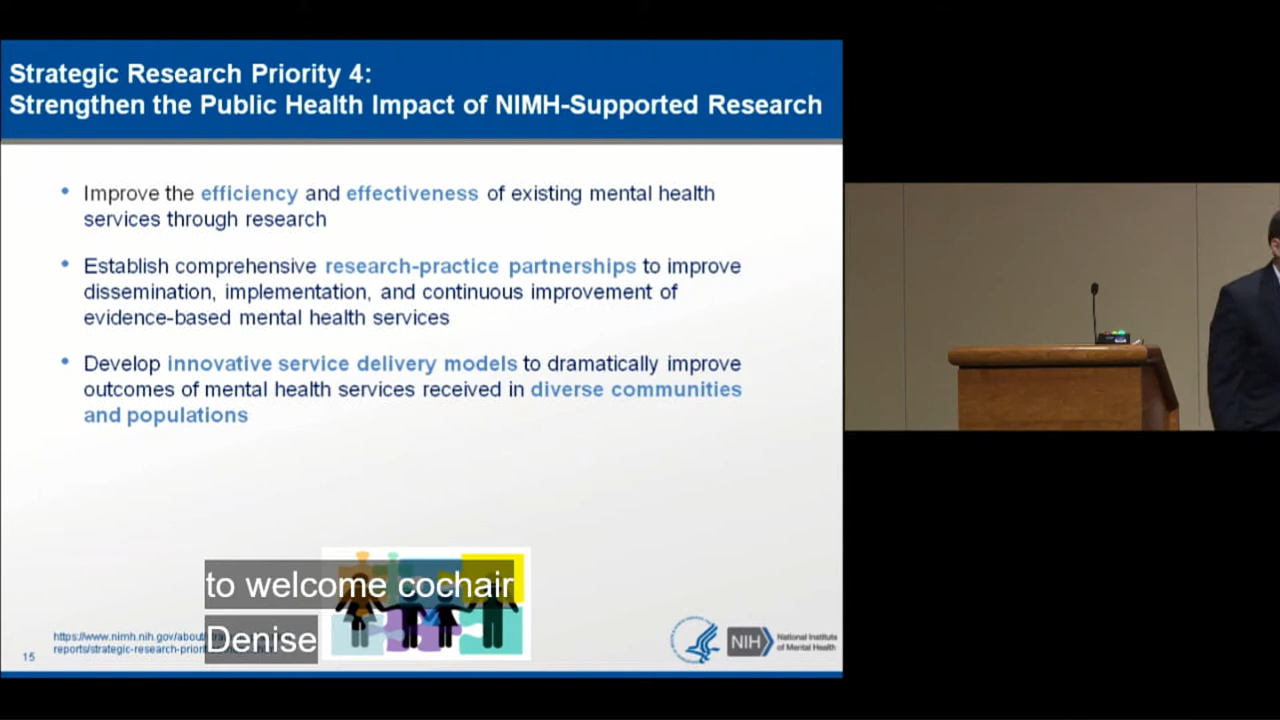 Strategic Research Priority 4:
Strengthen the Public Health Impact of NIMH-Supported Research
• Improve the efficiency and effectiveness of existing mental health
services through research
• Establish comprehensive research-practice partnerships to improve
dissemination, implementation, and continuous improvement of
evidence-based mental health services
• Develop innovative service delivery models to dramatically improve
outcomes of mental health services received in diverse communities
and populations
to welcome cochair
Denise
https://www.nimh.nih.gov/about/
reports/strategic-research-priorit
15
NIH
National Institute
of Mental Health